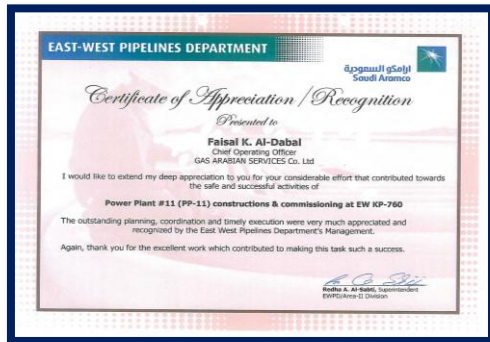 EAST-WEST PIPELINES DEPARTMENT
ارامكو السعودية
Saudi Aramco
Certificate of Appreciation / Recognition
Presented to
Faisal K. Al-Dabal
Chief Operating Officer
GAS ARABIAN SERVICES Co. Ltd
I would like to extend my deep appreciation to you for your considerable effort that contributed towards
the safe and successful activities of
Power Plant #11 (PP-11) constructions & commissioning at EW KP-760
The outstanding planning, coordination and timely execution were very much appreciated and
recognized by the East West Pipelines Department's Management.
Again, thank you for the excellent work which contributed to making this task such a success.
Redha A. Al-Sabti, Superintendent
EWPD/Area-II Division